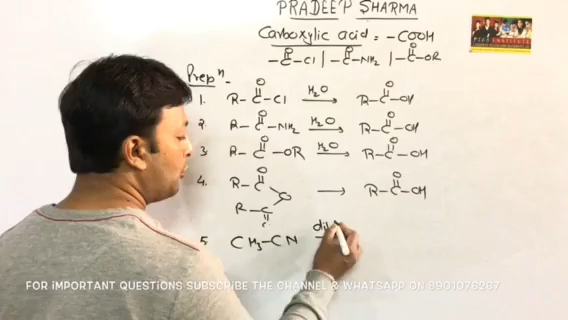 PRADEEP SHARMA
Carboxylic acid = -COOH
O O O
-C-Cl | -C-NH₂ | -C-OR
Prepⁿ -
O O
1. R-C-Cl H₂O → R-C-OH
O O
2. R-C-NH₂ H₂O → R-C-OH
O O
3. R-C-OR H₂O → R-C-OH
O O
4. R-C → R-C-OH
O
R-C
5. CH₃-CN dil
FOR IMPORTANT QUESTIONS SUBSCRIBE THE CHANNEL & WHATSAPP ON 8901076267